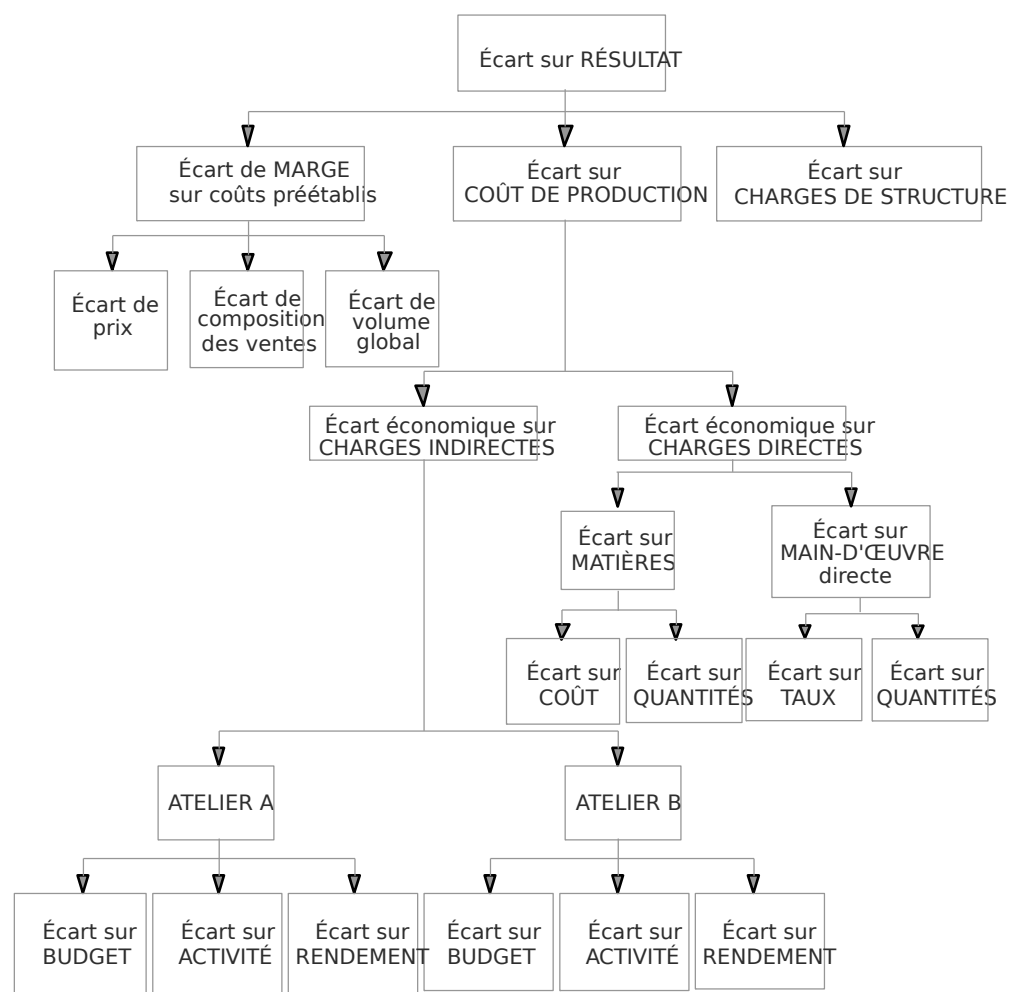 Écart sur RÉSULTAT
Écart de MARGE
sur coûts préétablis
Écart sur
COÛT DE PRODUCTION
Écart sur
CHARGES DE STRUCTURE
Écart de
prix
Écart de
composition
des ventes
Écart de
volume
global
Écart économique sur
CHARGES INDIRECTES
Écart économique sur
CHARGES DIRECTES
Écart sur
MATIÈRES
Écart sur
MAIN-D'ŒUVRE
directe
Écart sur
COÛT
Écart sur
QUANTITÉS
Écart sur
TAUX
Écart sur
QUANTITÉS
ATELIER A
ATELIER B
Écart sur
BUDGET
Écart sur
ACTIVITÉ
Écart sur
RENDEMENT
Écart sur
BUDGET
Écart sur
ACTIVITÉ
Écart sur
RENDEMENT